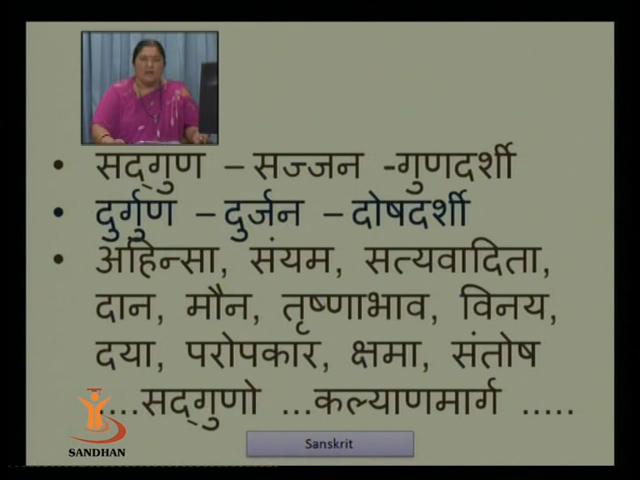 • सद्‌गुण – सज्जन -गुणदर्शी
• दुर्गुण – दुर्जन – दोषदर्शी
• अहिन्सा, संयम, सत्यवादिता,
दान, मौन, तृष्णाभाव, विनय,
दया, परोपकार, क्षमा, संतोष
....सद्‌गुणो ...कल्याणमार्ग .....
SANDHAN
Sanskrit